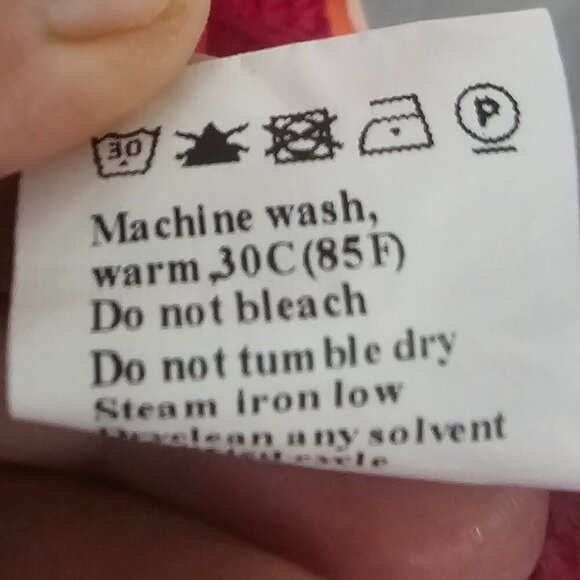 30
P
Machine wash,
warm ,30C (85F)
Do not bleach
Do not tumble dry
Steam iron low
any solvent